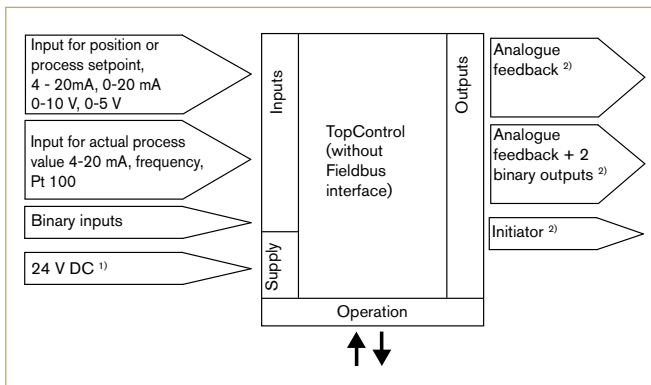 Input for position or
process setpoint,
4 - 20mA, 0-20 mA
0-10 V, 0-5 V
Input for actual process
value 4-20 mA, frequency,
Pt 100
Binary inputs
24 V DC 1)
Inputs
Supply
TopControl
(without
Fieldbus
interface)
Operation
Outputs
Analogue
feedback 2)
Analogue
feedback + 2
binary outputs 2)
Initiator 2)